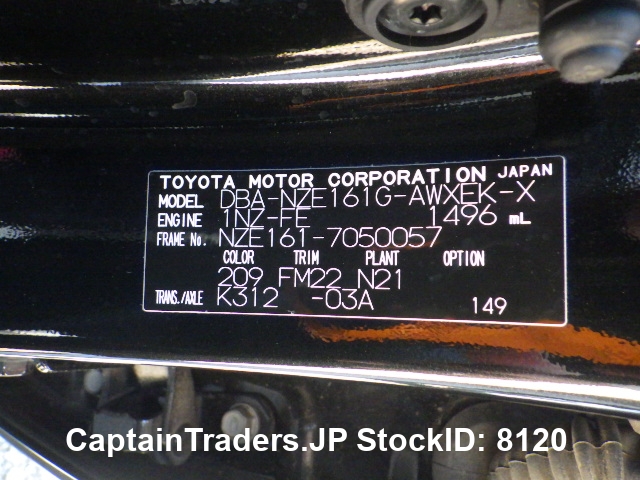 TOYOTA MOTOR CORPORATION JAPAN
MODEL DBA-NZE161G-AWXEK-X
ENGINE 1NZ-FE 1496 mL
FRAME No. NZE161-7050057
COLOR TRIM PLANT OPTION
209 FM22 N21
TRANS./AXLE K312 -03A 149
CaptainTraders.JP StockID: 8120